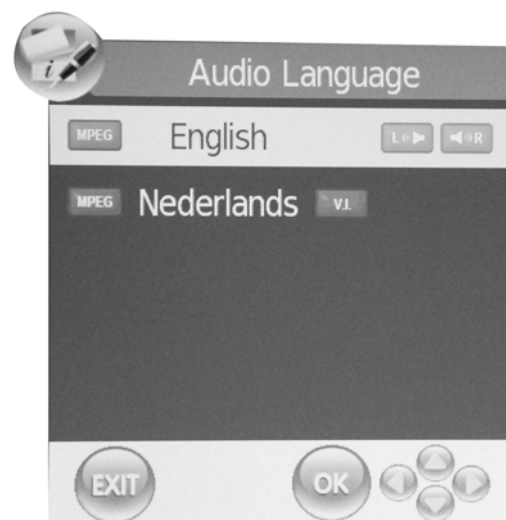 i
Audio Language
MPEG English L R
MPEG Nederlands V.I.
EXIT OK